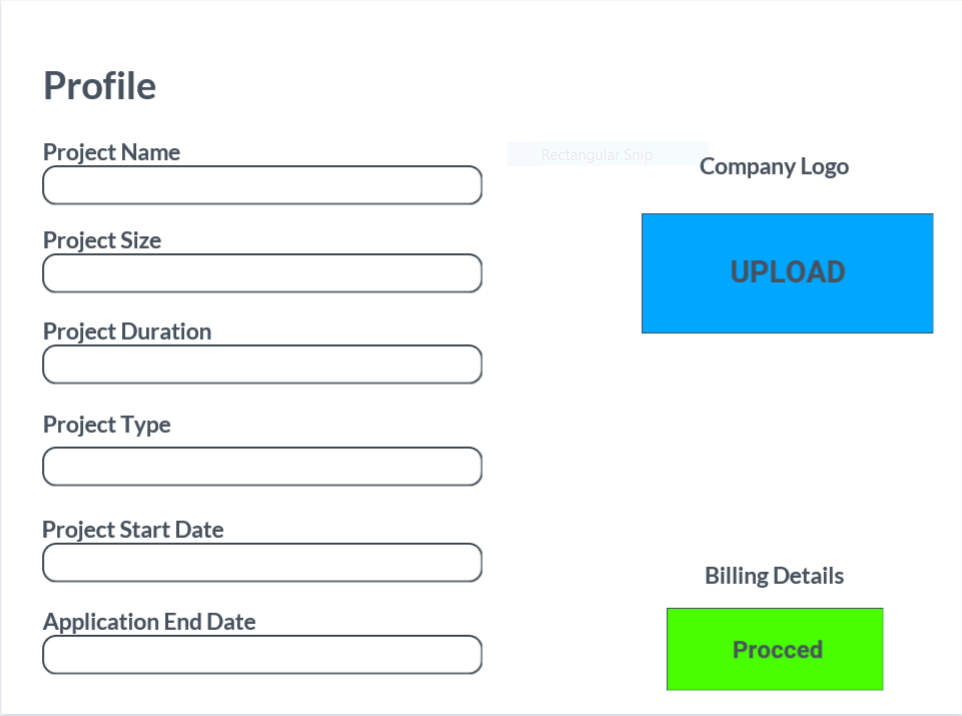 Profile
Project Name
Rectangular Snip
Company Logo
Project Size
UPLOAD
Project Duration
Project Type
Project Start Date
Billing Details
Application End Date
Procced